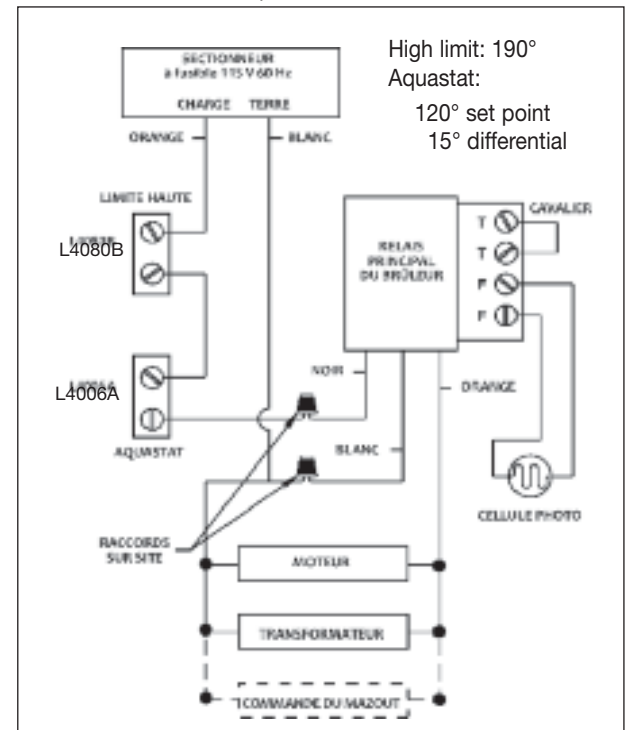 SECTIONNEUR
à fusible 115 V 60 Hz
CHARGE TERRE
High limit: 190°
Aquastat:
120° set point
15° differential
ORANGE
BLANC
LIMITE HAUTE
L4080B
CAVALIER
T
T
F
F
RELAIS
PRINCIPAL
DU BRÛLEUR
L4006A
AQUASTAT
NOIR
ORANGE
BLANC
CELLULE PHOTO
RACCORDS
SUR SITE
MOTEUR
TRANSFORMATEUR
COMMANDE DU MAZOUT